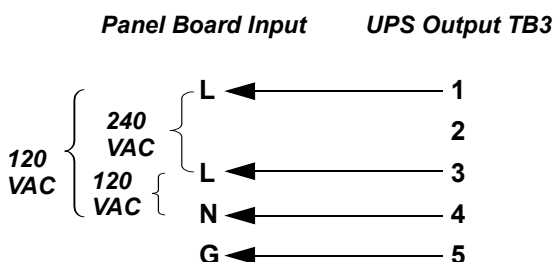 Panel Board Input UPS Output TB3
L 1
240 VAC 2
120 VAC L 3
120 VAC N 4
G 5